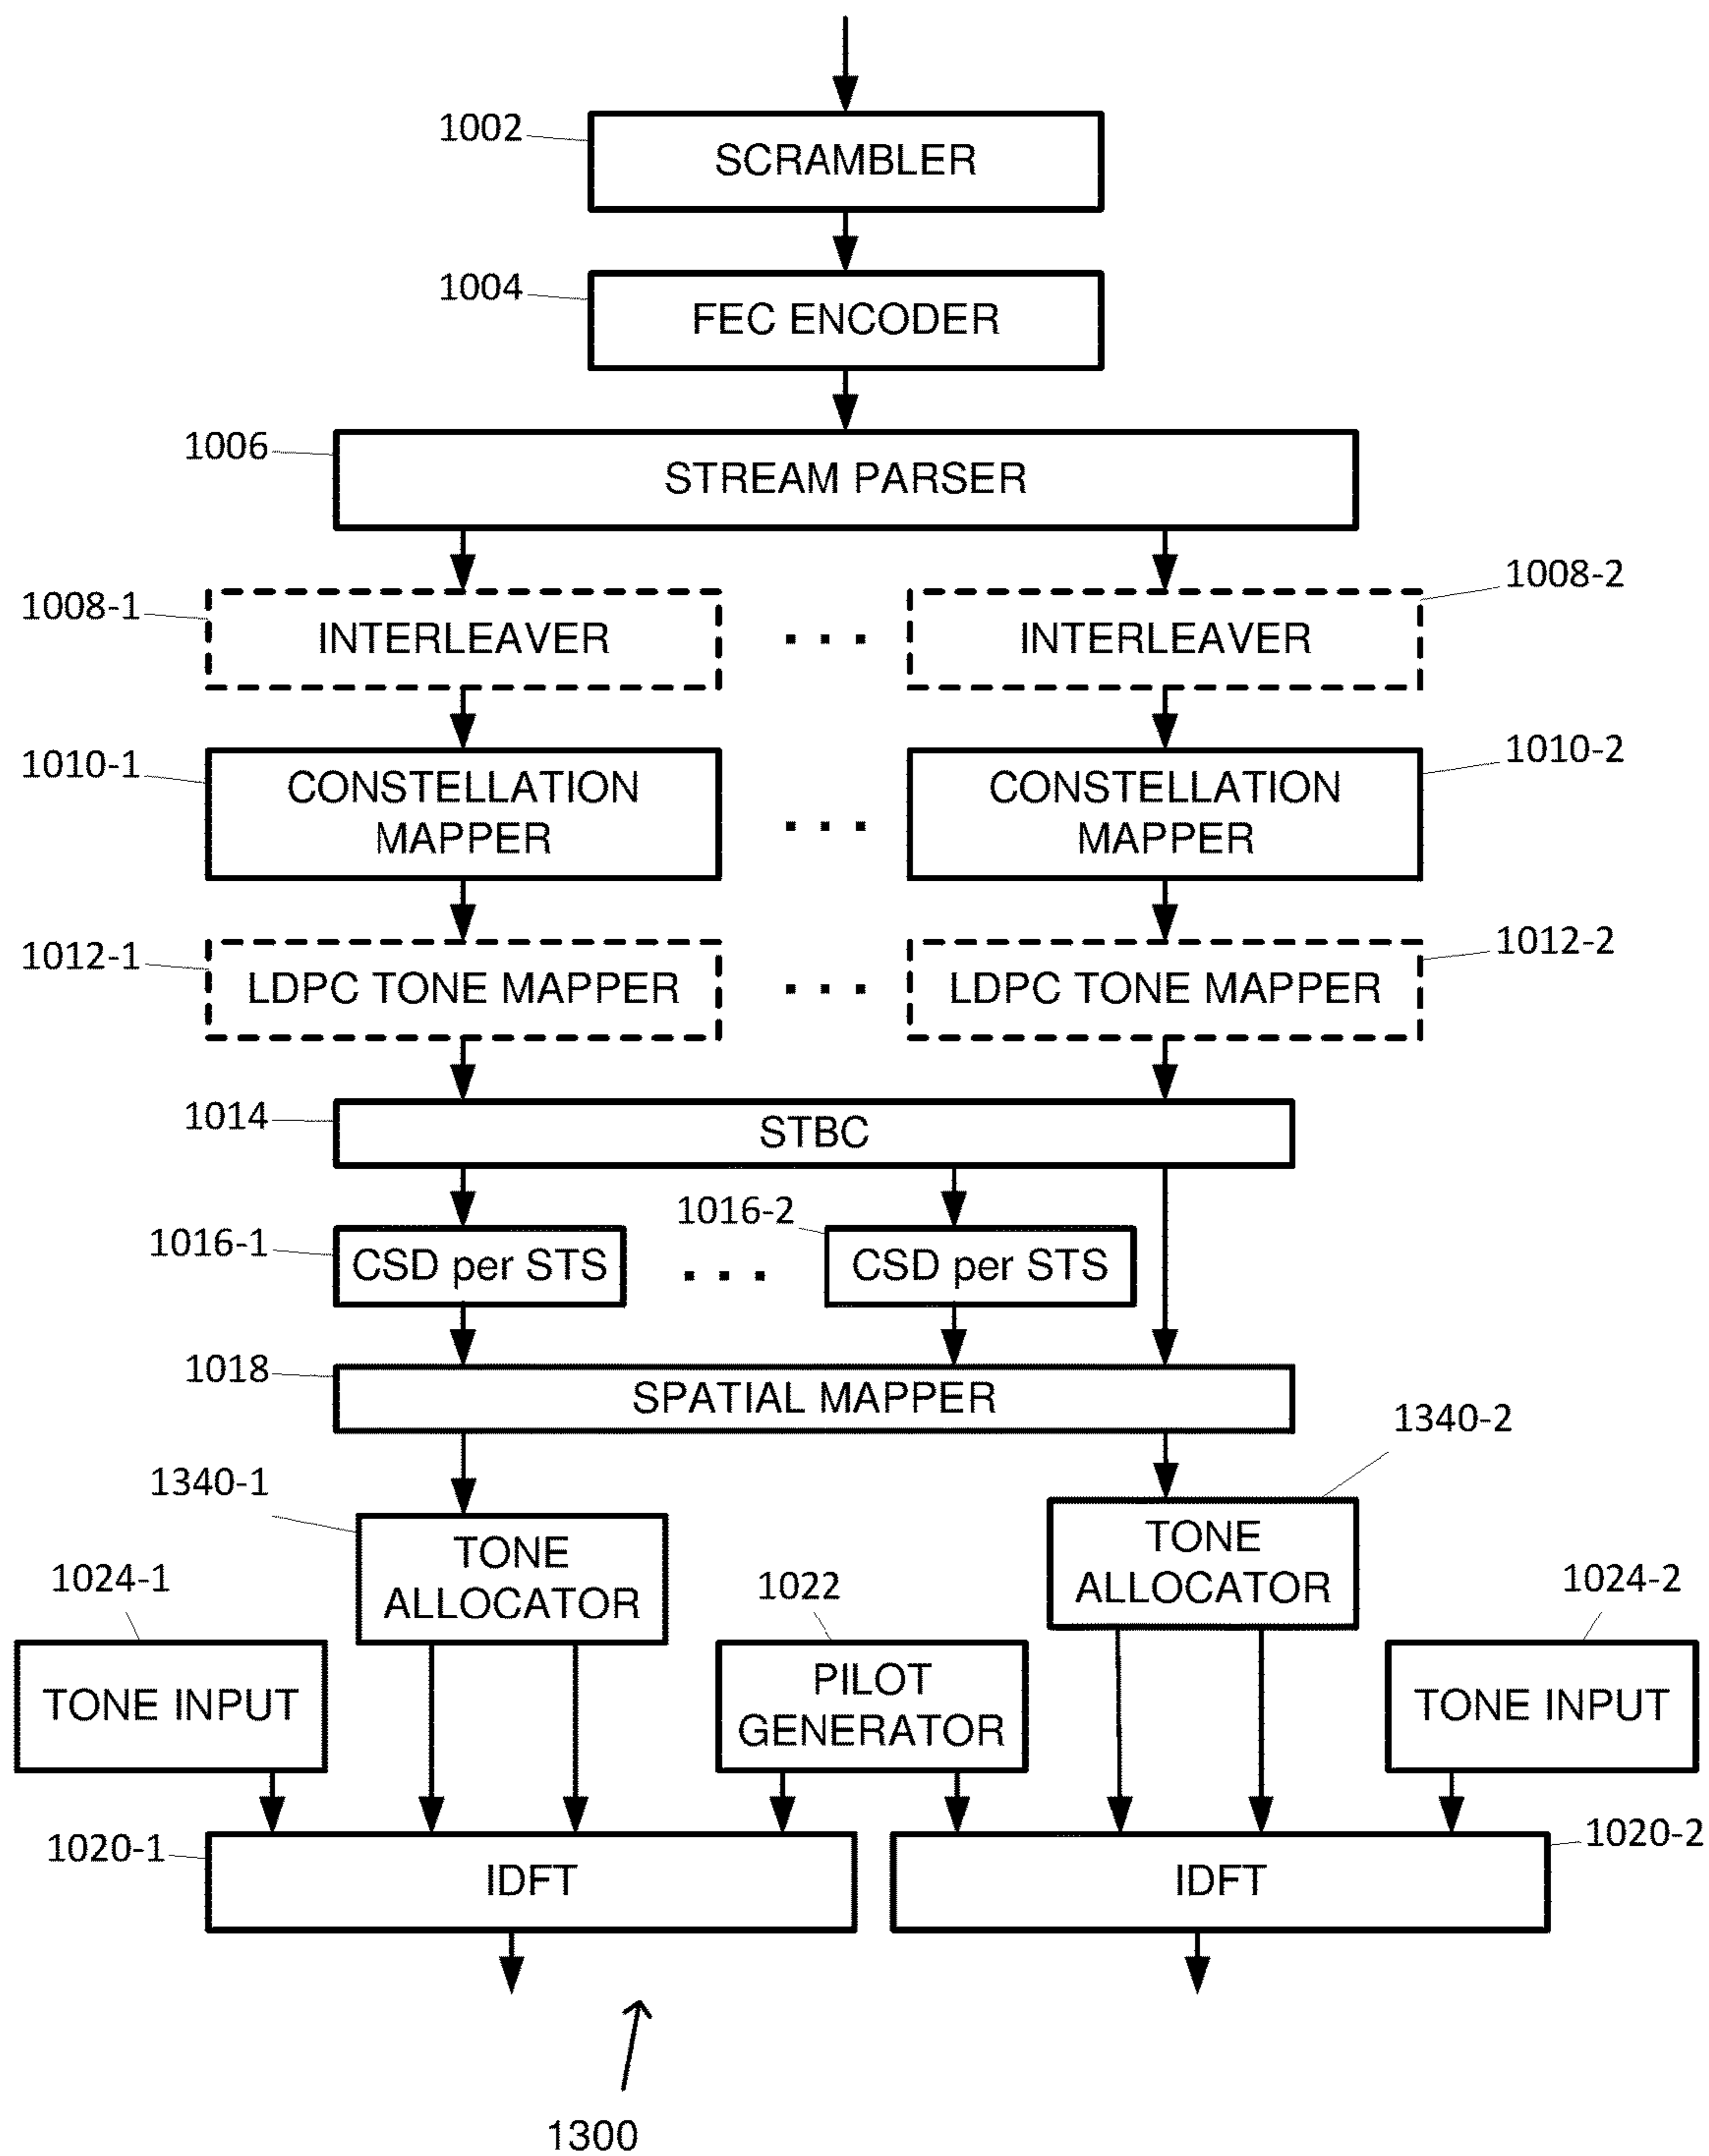 1002
SCRAMBLER
1004
FEC ENCODER
1006
STREAM PARSER
1008-1
INTERLEAVER
. . .
INTERLEAVER
1008-2
1010-1
CONSTELLATION
MAPPER
. . .
CONSTELLATION
MAPPER
1010-2
1012-1
LDPC TONE MAPPER
. . .
LDPC TONE MAPPER
1012-2
1014
STBC
1016-1
CSD per STS
. . .
1016-2
CSD per STS
1018
SPATIAL MAPPER
1340-1
TONE
ALLOCATOR
1340-2
TONE
ALLOCATOR
1024-1
TONE INPUT
1022
PILOT
GENERATOR
1024-2
TONE INPUT
1020-1
IDFT
IDFT
1020-2
1300